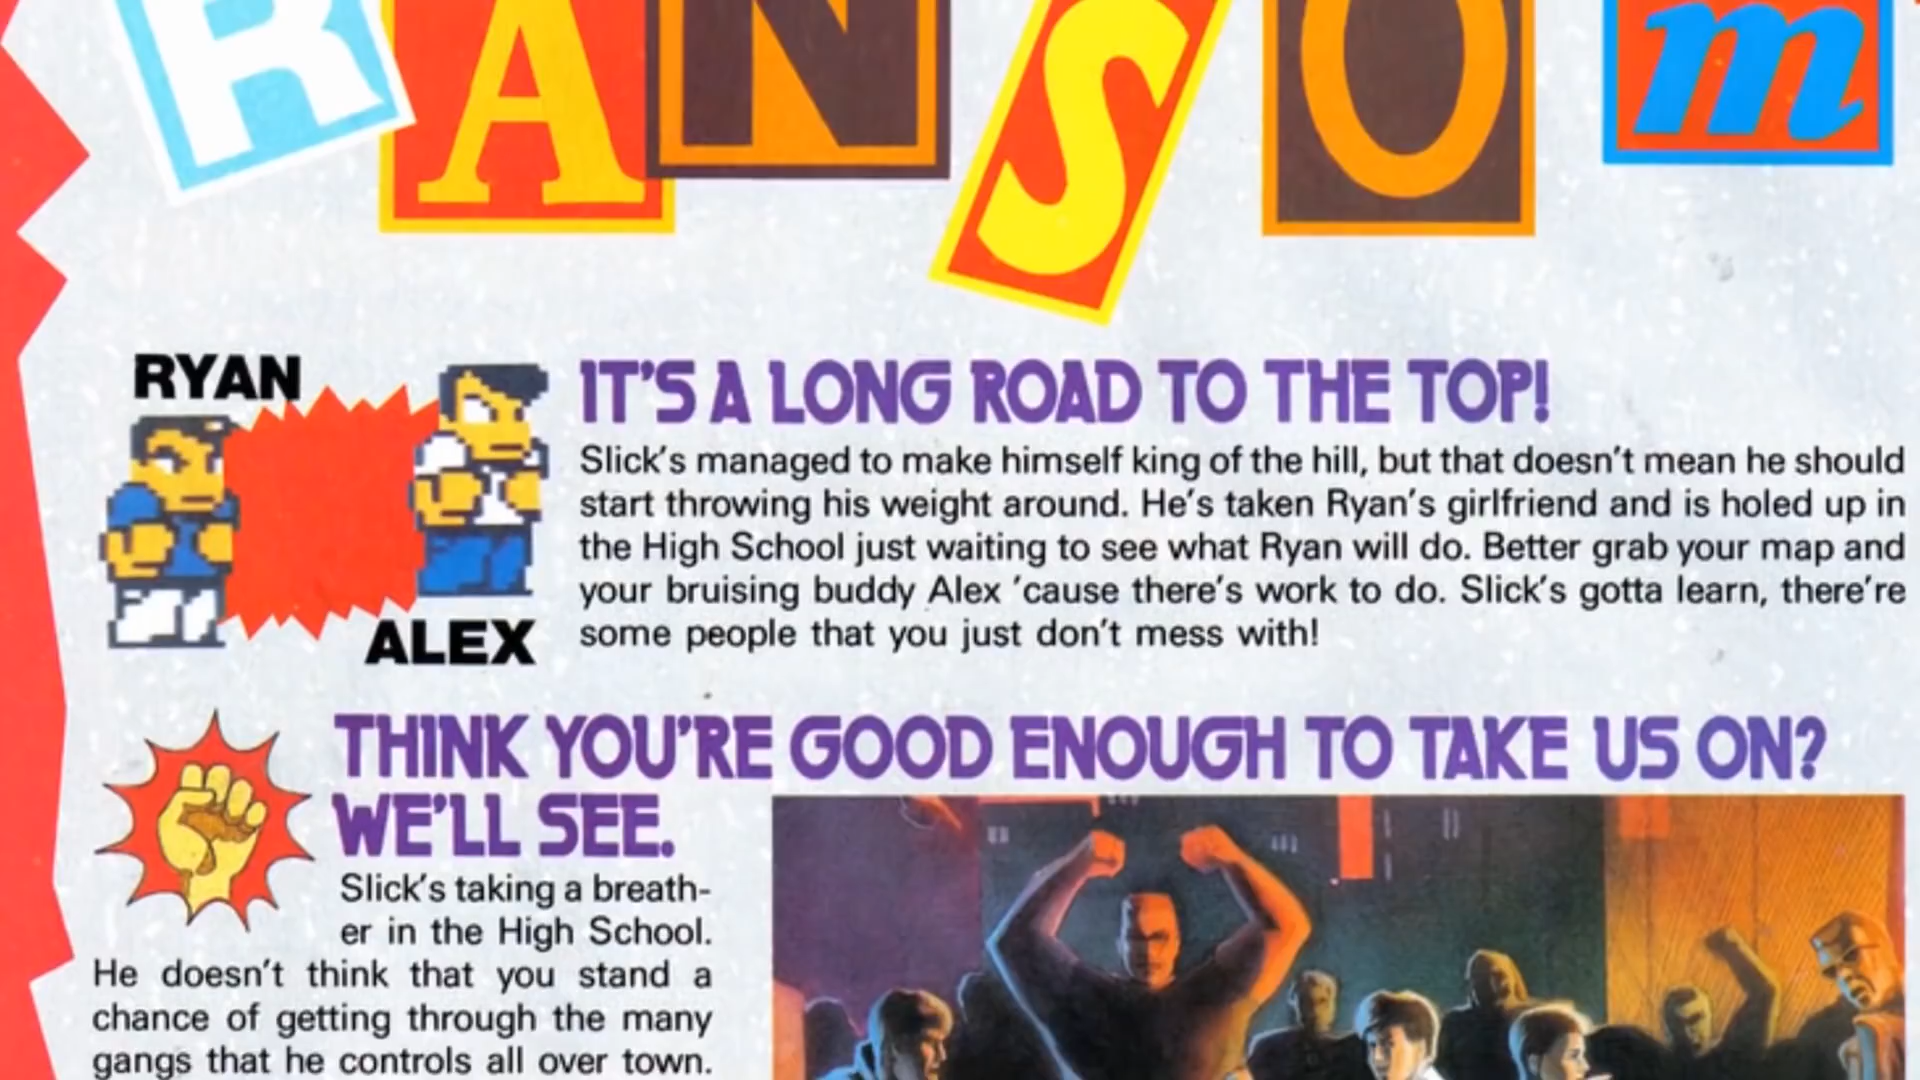 RANSOm
RYAN
ALEX
IT'S A LONG ROAD TO THE TOP!
Slick's managed to make himself king of the hill, but that doesn't mean he should
start throwing his weight around. He's taken Ryan's girlfriend and is holed up in
the High School just waiting to see what Ryan will do. Better grab your map and
your bruising buddy Alex 'cause there's work to do. Slick's gotta learn, there're
some people that you just don't mess with!
THINK YOU'RE GOOD ENOUGH TO TAKE US ON?
WE'LL SEE.
Slick's taking a breath-
er in the High School.
He doesn't think that you stand a
chance of getting through the many
gangs that he controls all over town.